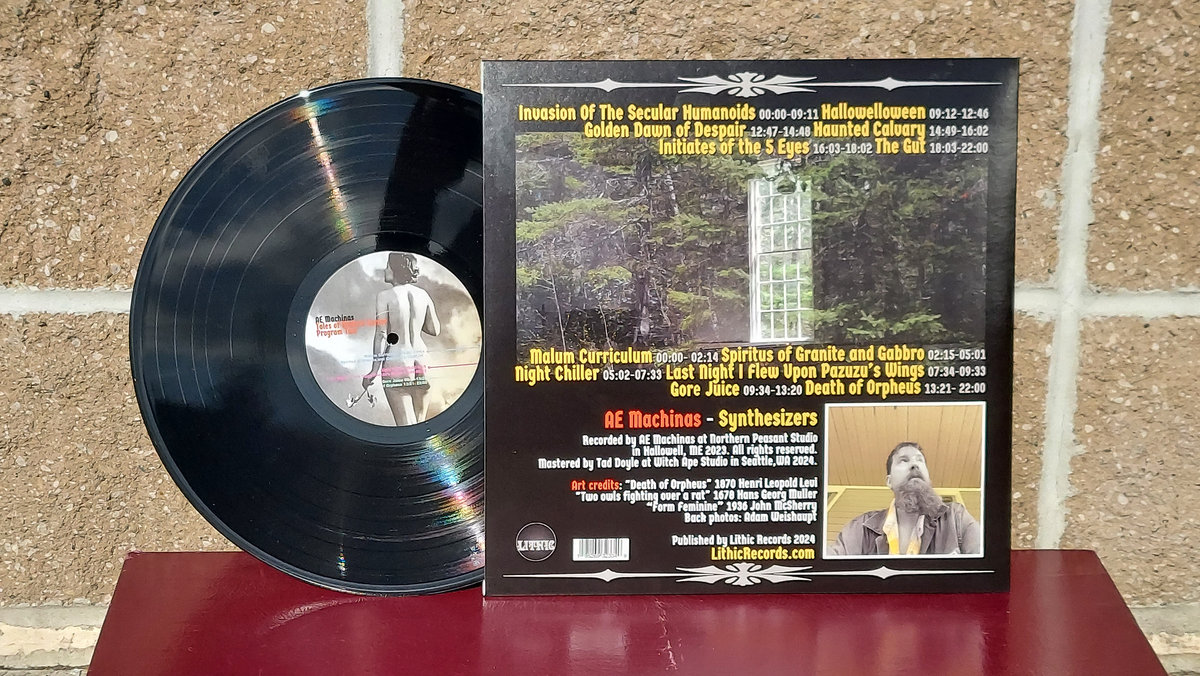 AE Machinas
Tales of
Program
Invasion Of The Secular Humanoids 00:00-09:11 Hallowelloween 09:12-12:46
Golden Dawn of Despair 12:47-14:48 Haunted Calvary 14:49-16:02
Initiates of the 5 Eyes 16:03-18:02 The Gut 18:03-22:00
Malum Curriculum 00:00- 02:14 Spiritus of Granite and Gabbro 02:15-05:01
Night Chiller 05:02-07:33 Last Night I Flew Upon Pazuzu's Wings 07:34-09:33
Gore Juice 09:34-13:20 Death of Orpheus 13:21- 22:00
AE Machinas - Synthesizers
Recorded by AE Machinas at Northern Peasant Studio
in Hallowell, ME 2023. All rights reserved.
Mastered by Tad Doyle at Witch Ape Studio in Seattle,WA 2024.
Art credits: "Death of Orpheus" 1870 Henri Leopold Levi
"Two owls fighting over a rat" 1678 Hans Georg Muller
"Form Feminine" 1936 John McSherry
Back photos: Adam Weishaupt
LITHIC
Published by Lithic Records 2024
LithicRecords.com